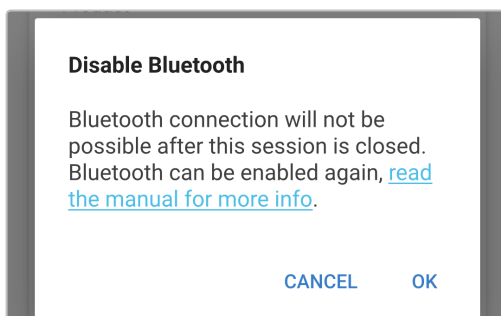 Disable Bluetooth
Bluetooth connection will not be
possible after this session is closed.
Bluetooth can be enabled again, read
the manual for more info.
CANCEL OK